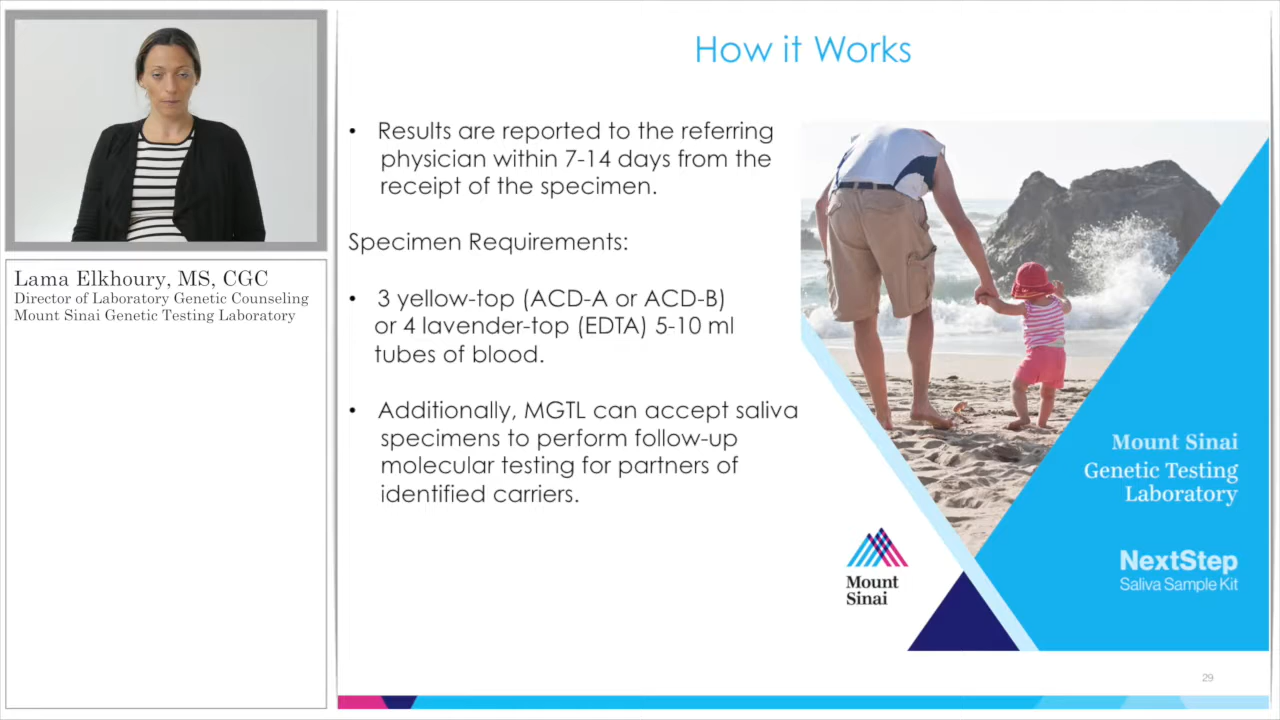 Lama Elkhoury, MS, CGC
Director of Laboratory Genetic Counseling
Mount Sinai Genetic Testing Laboratory
How it Works
• Results are reported to the referring
physician within 7-14 days from the
receipt of the specimen.
Specimen Requirements:
• 3 yellow-top (ACD-A or ACD-B)
or 4 lavender-top (EDTA) 5-10 ml
tubes of blood.
• Additionally, MGTL can accept saliva
specimens to perform follow-up
molecular testing for partners of
identified carriers.
Mount Sinai
Genetic Testing
Laboratory
NextStep
Saliva Sample Kit
Mount
Sinai
29